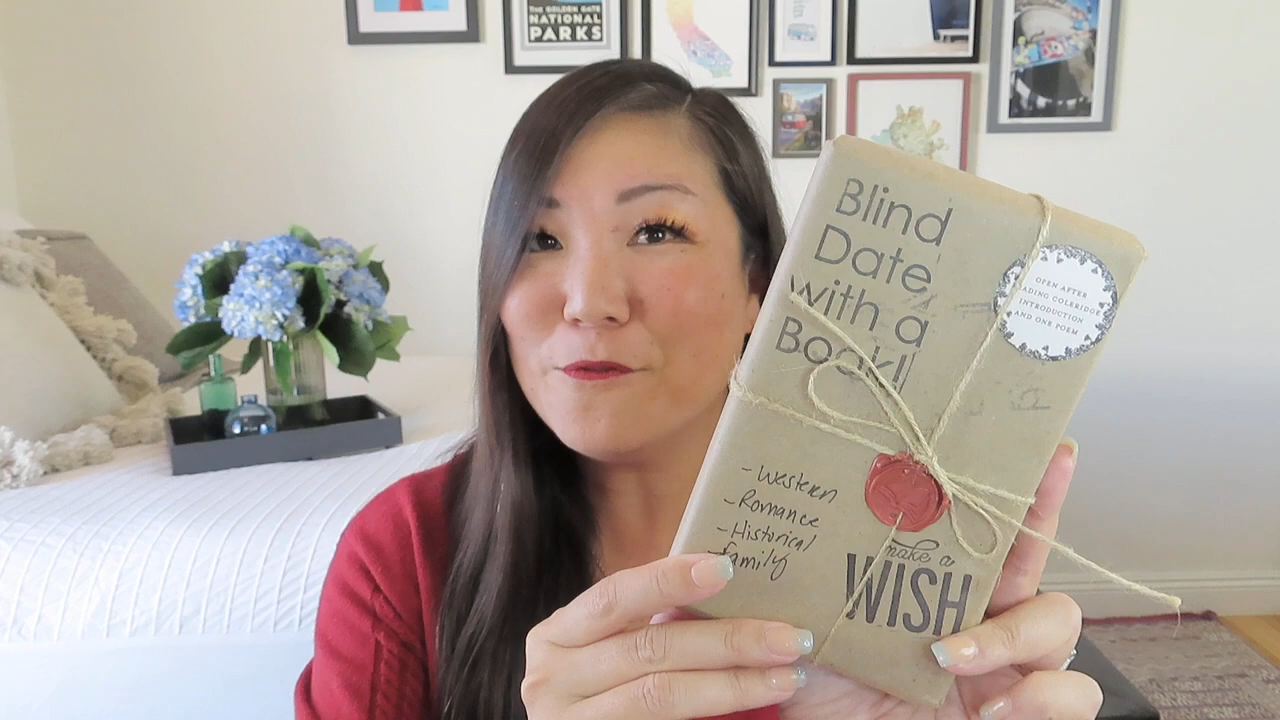 THE GOLDEN GATE
NATIONAL
PARKS
Blind
Date
with a
Book!
OPEN AFTER
ADING COLERIDGE
INTRODUCTION
AND ONE POEM
- Western
- Romance
- Historical
- family
make a
WISH